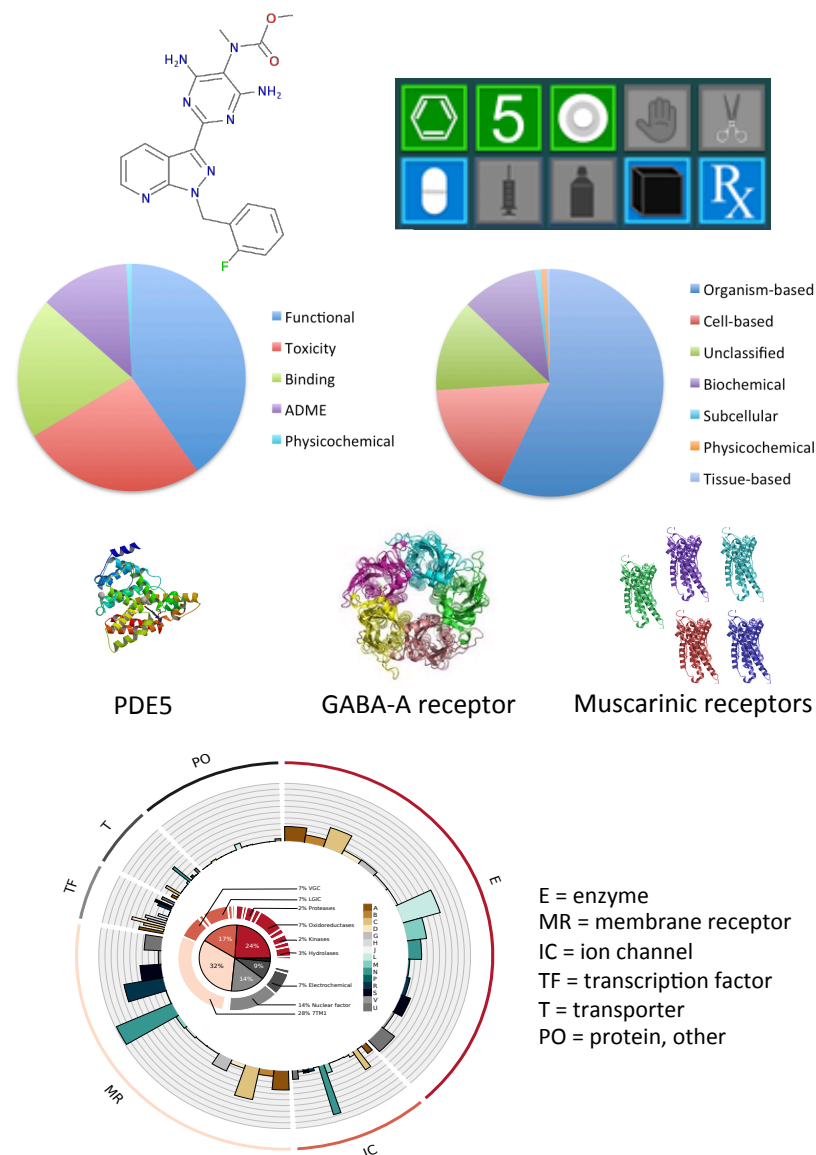 O
N
O
H₂N
NH₂
N
N
N
N
N
F
5
Rx
Functional
Toxicity
Binding
ADME
Physicochemical
Organism-based
Cell-based
Unclassified
Biochemical
Subcellular
Physicochemical
Tissue-based
PDE5
GABA-A receptor
Muscarinic receptors
PO
T
TF
E
MR
IC
7% VGC
7% LGIC
2% Proteases
7% Oxidoreductases
2% Kinases
3% Hydrolases
7% Electrochemical
14% Nuclear factor
28% 7TM1
17%
24%
32%
9%
14%
A
B
C
D
G
H
J
L
M
N
P
R
S
V
U
E = enzyme
MR = membrane receptor
IC = ion channel
TF = transcription factor
T = transporter
PO = protein, other